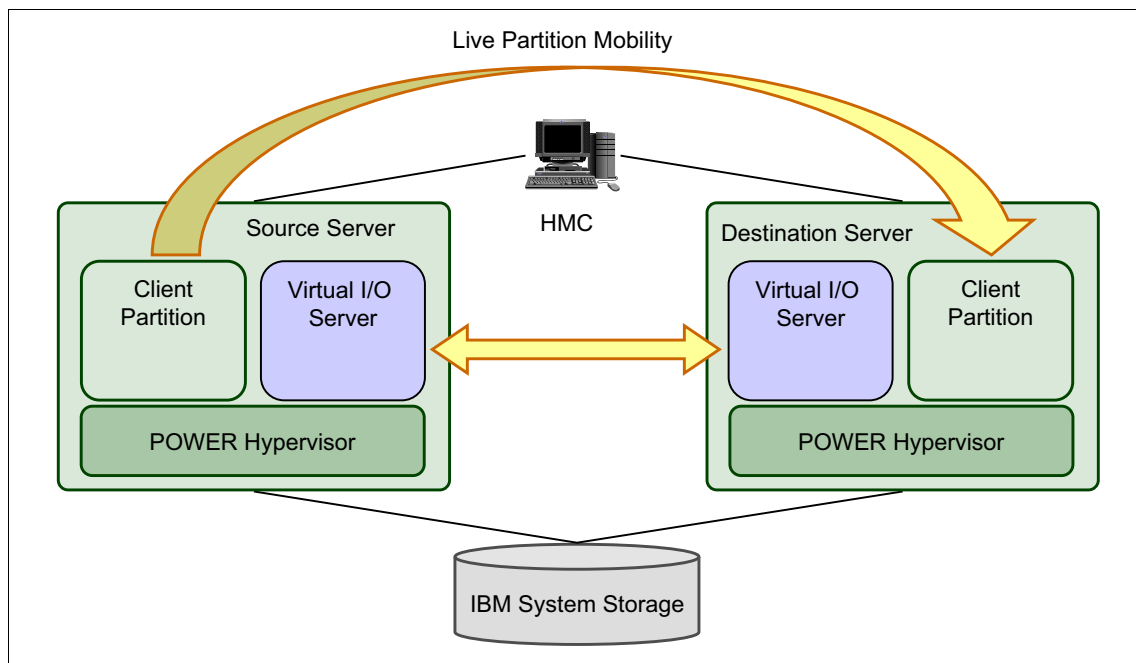 Live Partition Mobility
HMC
Source Server
Client
Partition
Virtual I/O
Server
POWER Hypervisor
Destination Server
Virtual I/O
Server
Client
Partition
POWER Hypervisor
IBM System Storage